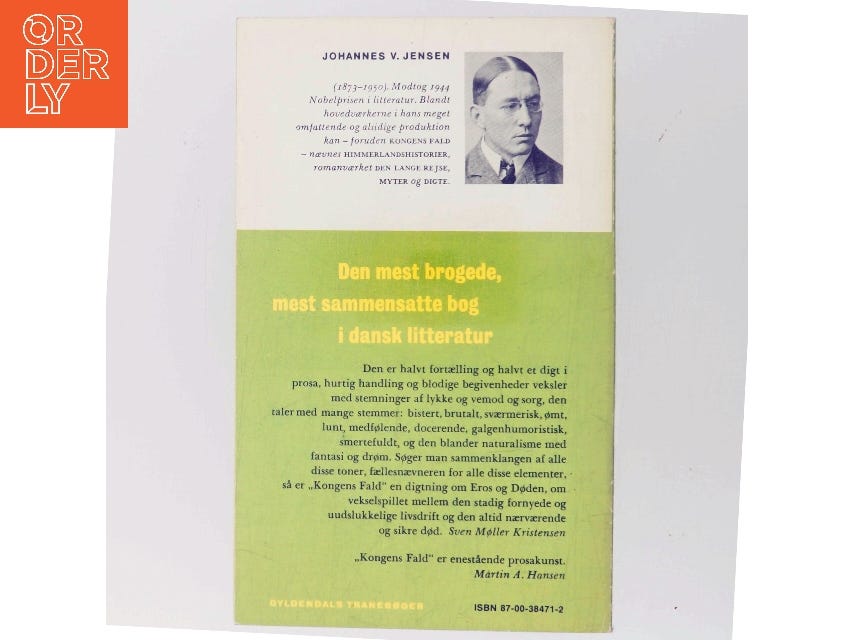 ORDERLY
JOHANNES V. JENSEN
(1873–1950). Modtog 1944
Nobelprisen i litteratur. Blandt
hovedværkerne i hans meget
omfattende og alsidige produktion
kan – foruden KONGENS FALD
– nævnes HIMMERLANDSHISTORIER,
romanværket DEN LANGE REJSE,
MYTER og DIGTE.
Den mest brogede,
mest sammensatte bog
i dansk litteratur
Den er halvt fortælling og halvt et digt i
prosa, hurtig handling og blodige begivenheder veksler
med stemninger af lykke og vemod og sorg, den
taler med mange stemmer: bistert, brutalt, sværmerisk, ømt,
lunt, medfølende, docerende, galgenhumoristisk,
smertefuldt, og den blander naturalisme med
fantasi og drøm. Søger man sammenklangen af alle
disse toner, fællesnævneren for alle disse elementer,
så er „Kongens Fald" en digtning om Eros og Døden, om
vekselspillet mellem den stadig fornyede og
uudslukkelige livsdrift og den altid nærværende
og sikre død. Sven Møller Kristensen
„Kongens Fald" er enestående prosakunst.
Martin A. Hansen
GYLDENDALS TRANEBØGER
ISBN 87-00-38471-2